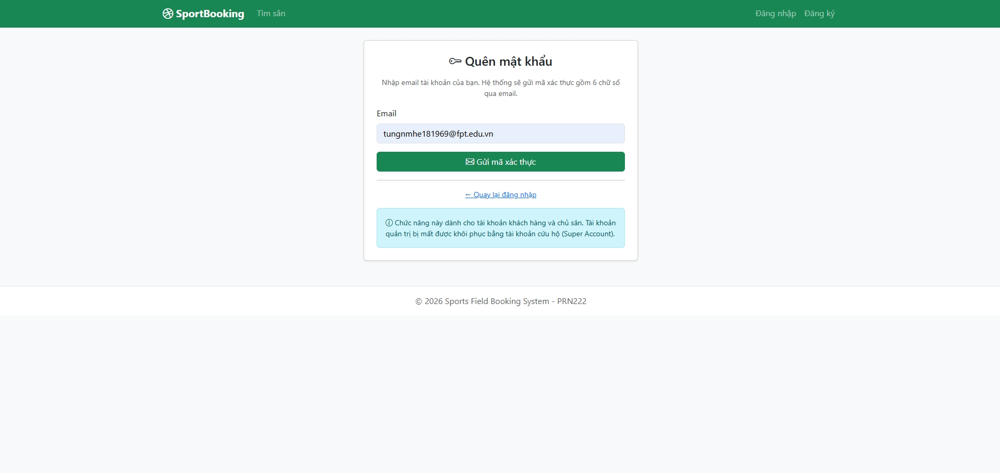 SportBooking Tìm sân Đăng nhập Đăng ký
Quên mật khẩu
Nhập email tài khoản của bạn. Hệ thống sẽ gửi mã xác thực gồm 6 chữ số
qua email.
Email
tungnmhe181969@fpt.edu.vn
Gửi mã xác thực
← Quay lại đăng nhập
Chức năng này dành cho tài khoản khách hàng và chủ sân. Tài khoản
quản trị bị mất được khôi phục bằng tài khoản cứu hộ (Super Account).
© 2026 Sports Field Booking System - PRN222